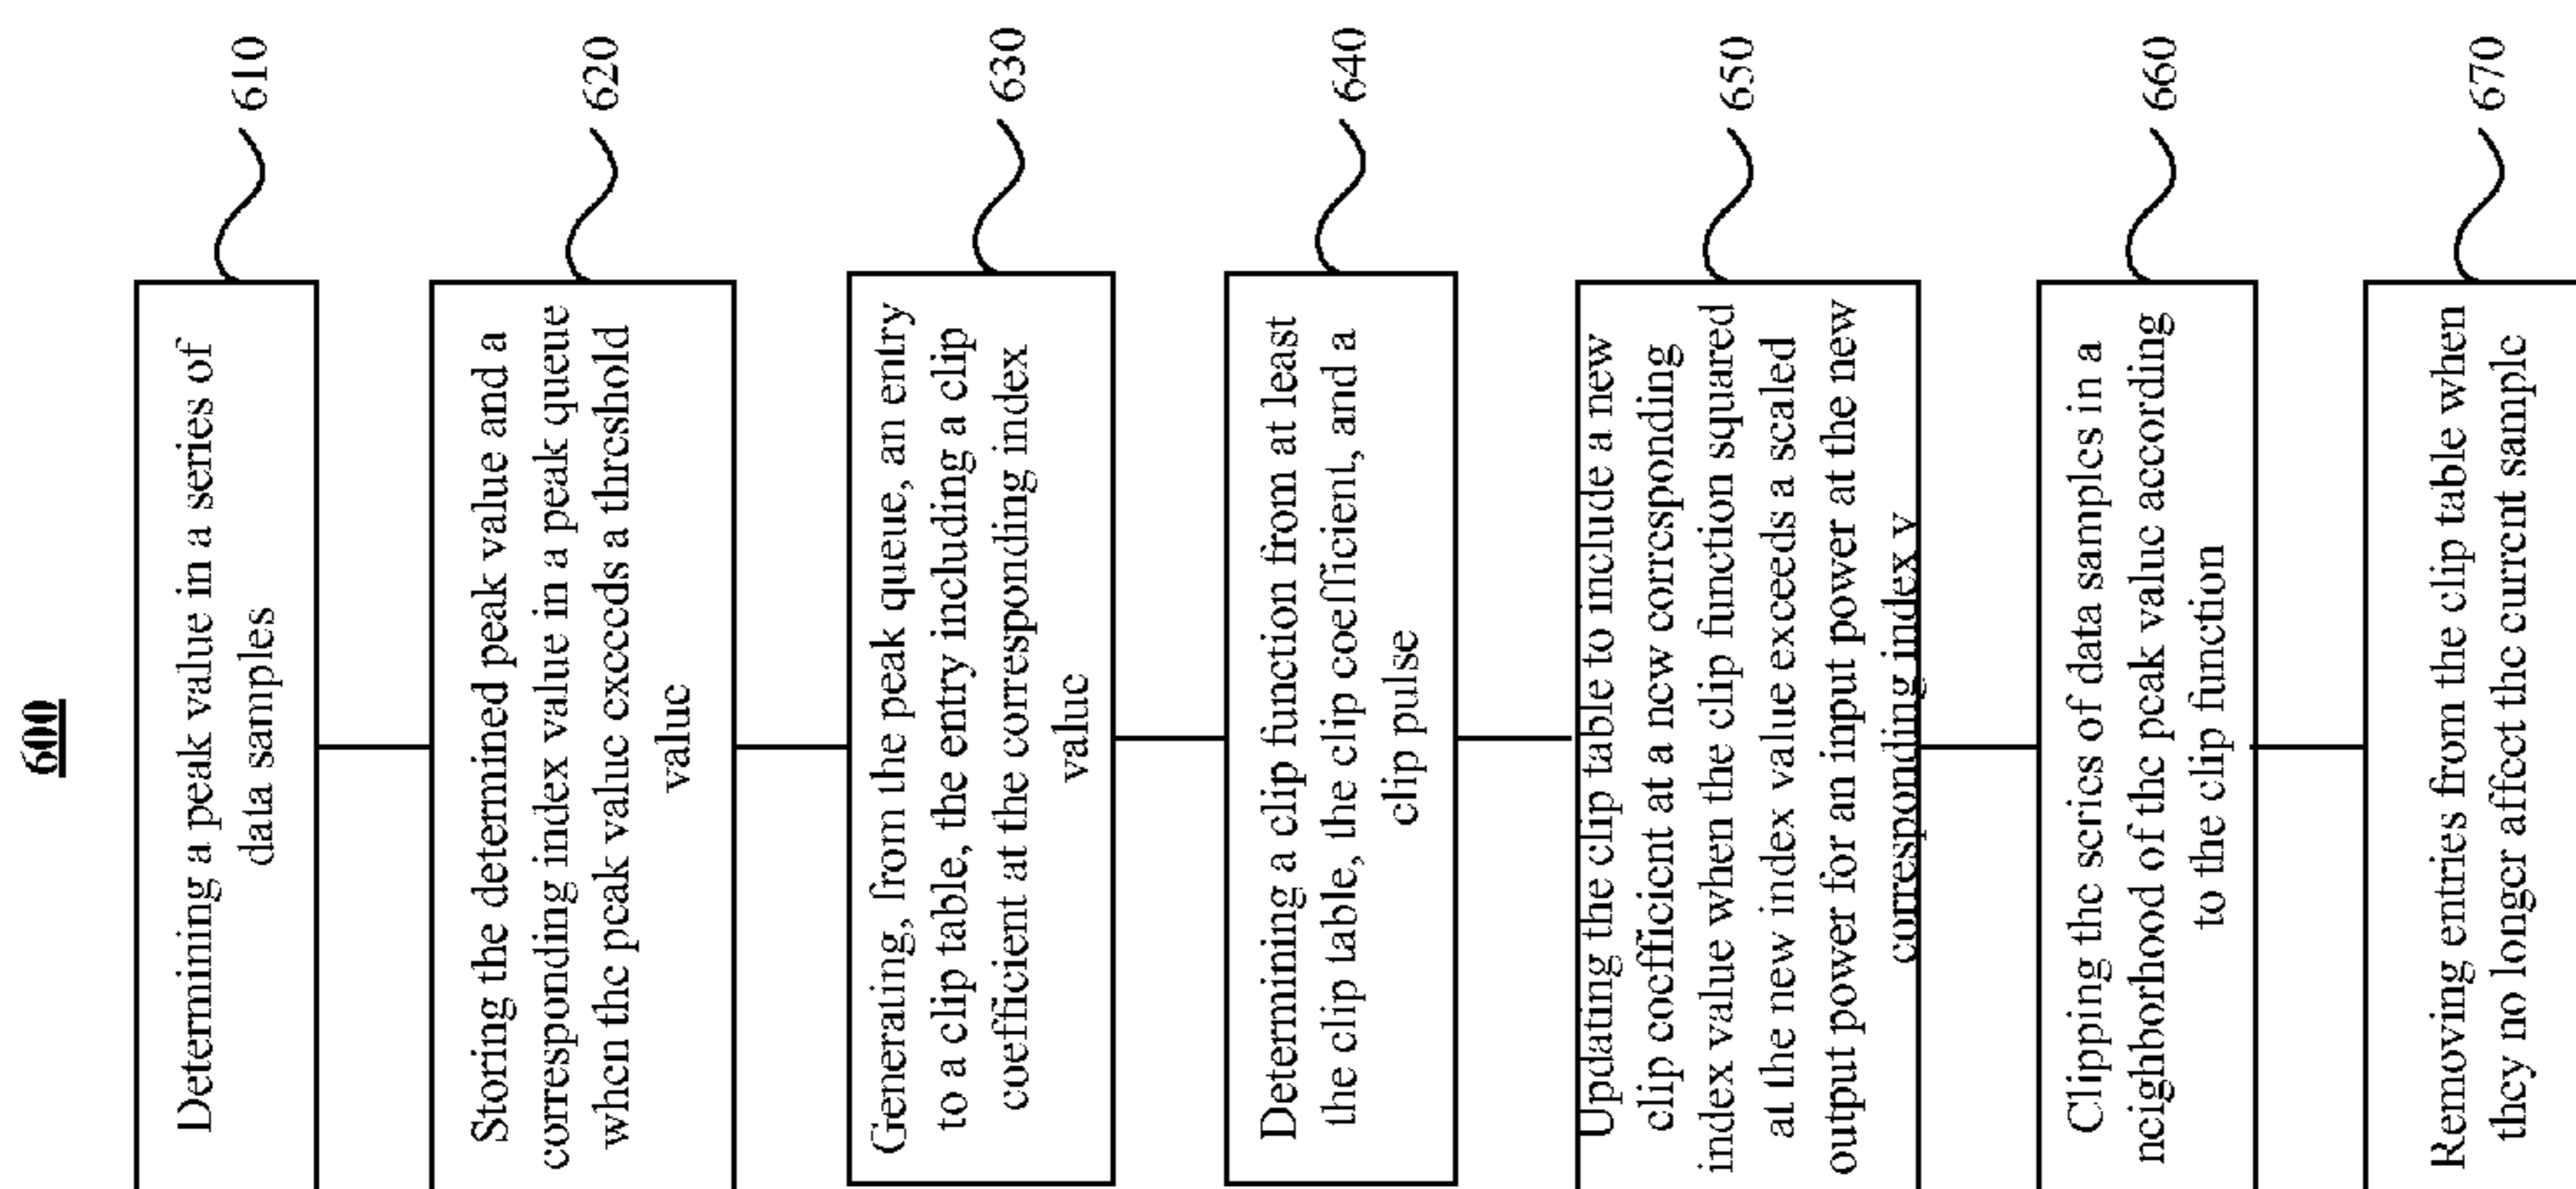 600
Determining a peak value in a series of
data samples
610
Storing the determined peak value and a
corresponding index value in a peak queue
when the peak value exceeds a threshold
value
620
Generating, from the peak queue, an entry
to a clip table, the entry including a clip
coefficient at the corresponding index
value
630
Determining a clip function from at least
the clip table, the clip coefficient, and a
clip pulse
640
Updating the clip table to include a new
clip coefficient at a new corresponding
index value when the clip function squared
at the new index value exceeds a scaled
output power for an input power at the new
corresponding index v
650
Clipping the series of data samples in a
neighborhood of the peak value according
to the clip function
660
Removing entries from the clip table when
they no longer affect the current sample
670